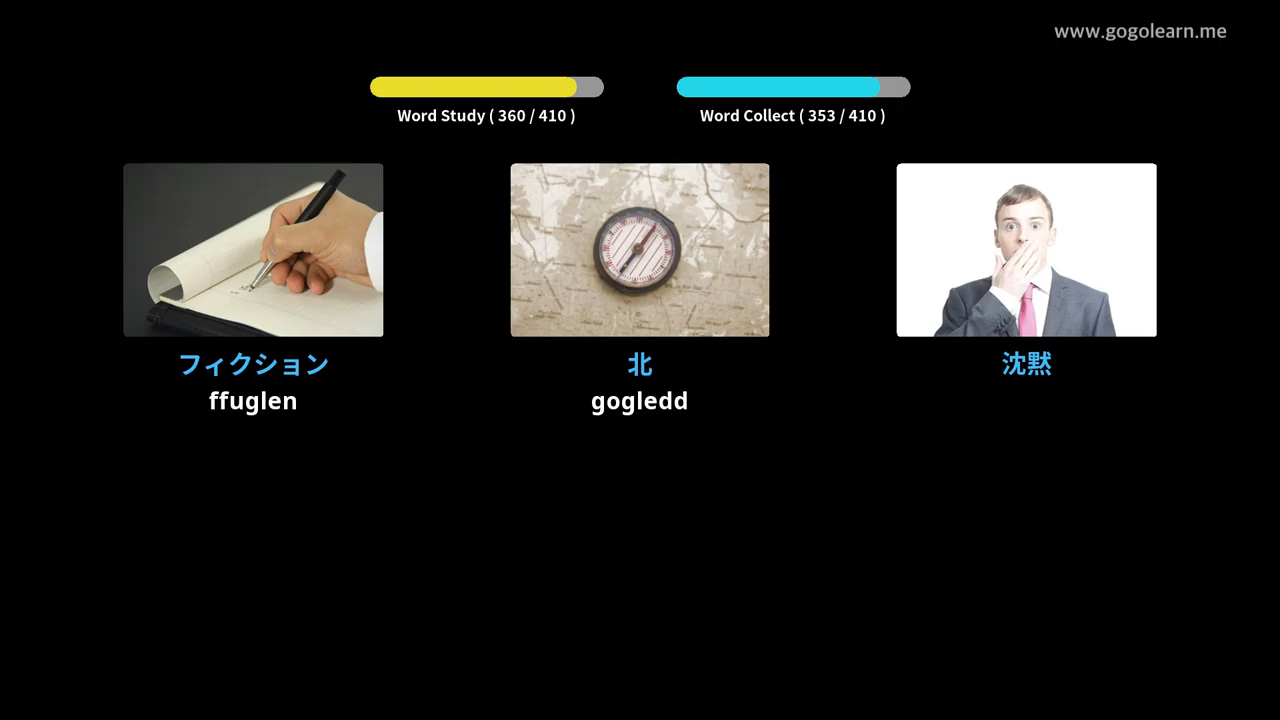 www.gogolearn.me
Word Study ( 360 / 410 )
Word Collect ( 353 / 410 )
フィクション
ffuglen
北
gogledd
沈黙